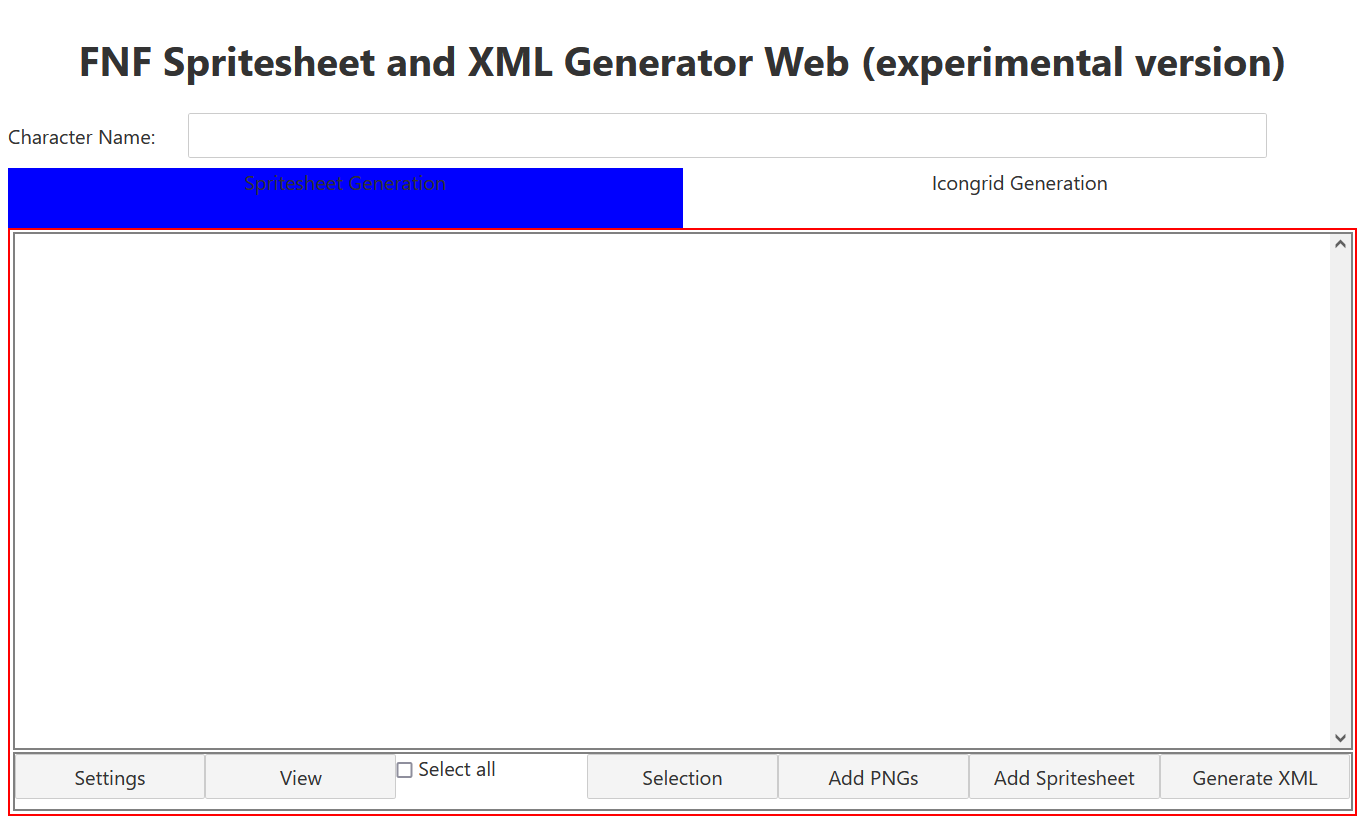 FNF Spritesheet and XML Generator Web (experimental version)
Character Name:
Spritesheet Generation
Icongrid Generation
Settings
View
Select all
Selection
Add PNGs
Add Spritesheet
Generate XML